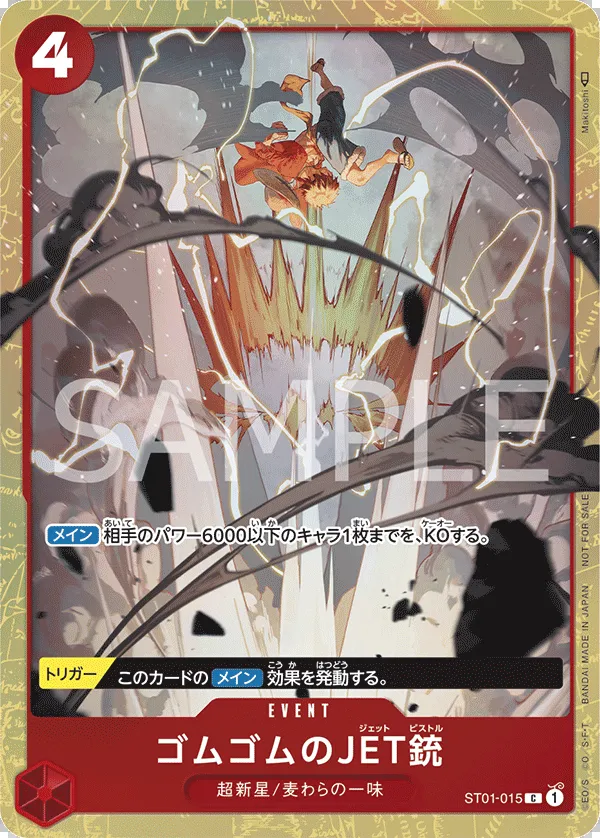 4
Makitoshi
SAMPLE
メイン 相手のパワー6000以下のキャラ1枚までを、KOする。
トリガー このカードの メイン 効果を発動する。
EVENT
ゴムゴムのJET銃
超新星/麦わらの一味
ST01-015 C 1
©E.O/S ©O, S・F・T BANDAI MADE IN JAPAN NOT FOR SALE